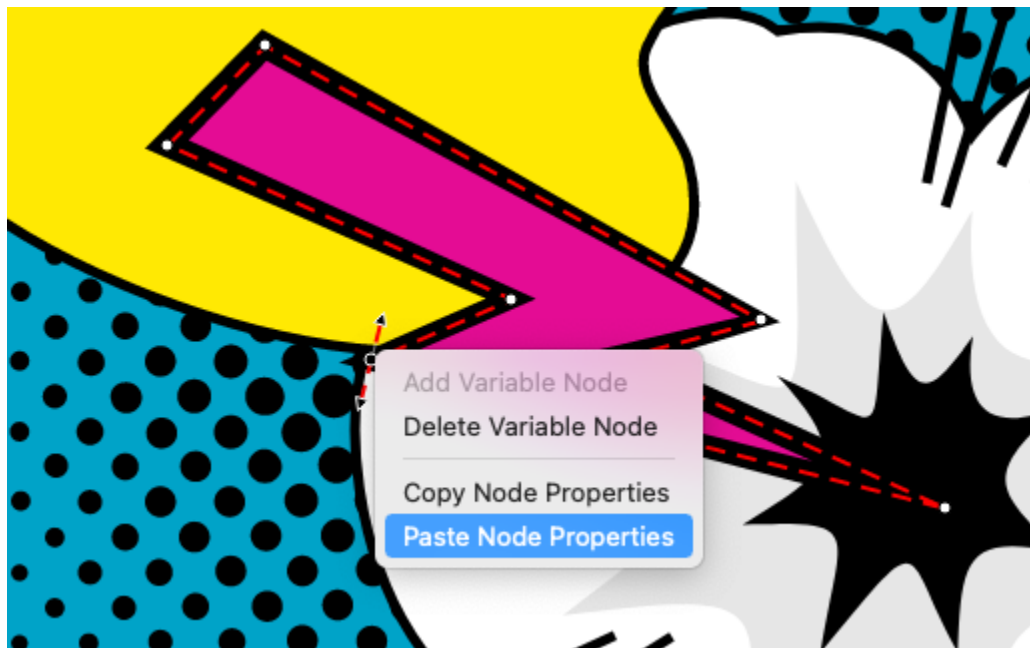 Add Variable Node
Delete Variable Node
Copy Node Properties
Paste Node Properties